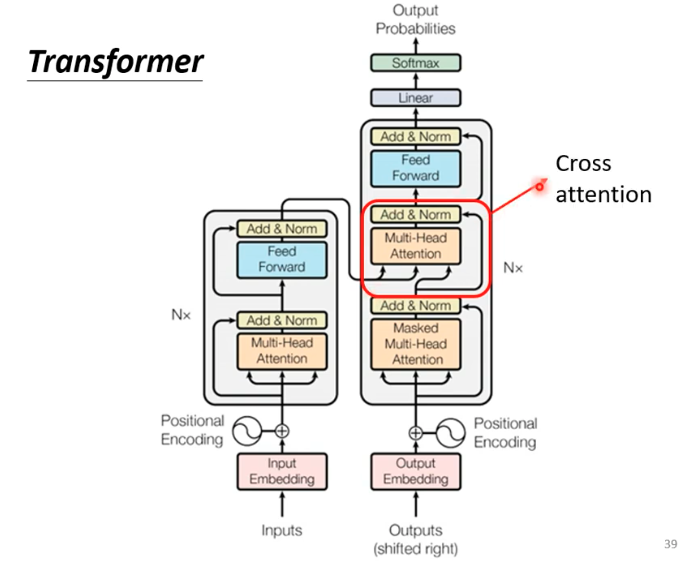 Transformer
Output
Probabilities
Softmax
Linear
Add & Norm
Feed
Forward
Add & Norm
Multi-Head
Attention
Cross
attention
Nx
Add & Norm
Masked
Multi-Head
Attention
Add & Norm
Feed
Forward
Nx
Add & Norm
Multi-Head
Attention
Positional
Encoding
Positional
Encoding
Input
Embedding
Output
Embedding
Inputs
Outputs
(shifted right)
39